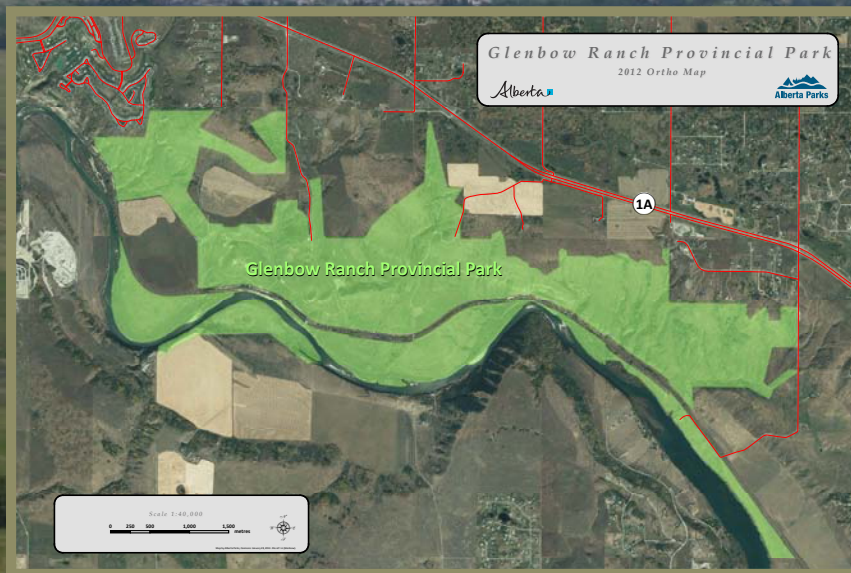 Glenbow Ranch Provincial Park
2012 Ortho Map
Alberta
Alberta Parks
1A
Glenbow Ranch Provincial Park
Scale 1:40,000
0 250 500 1,000 1,500
metres